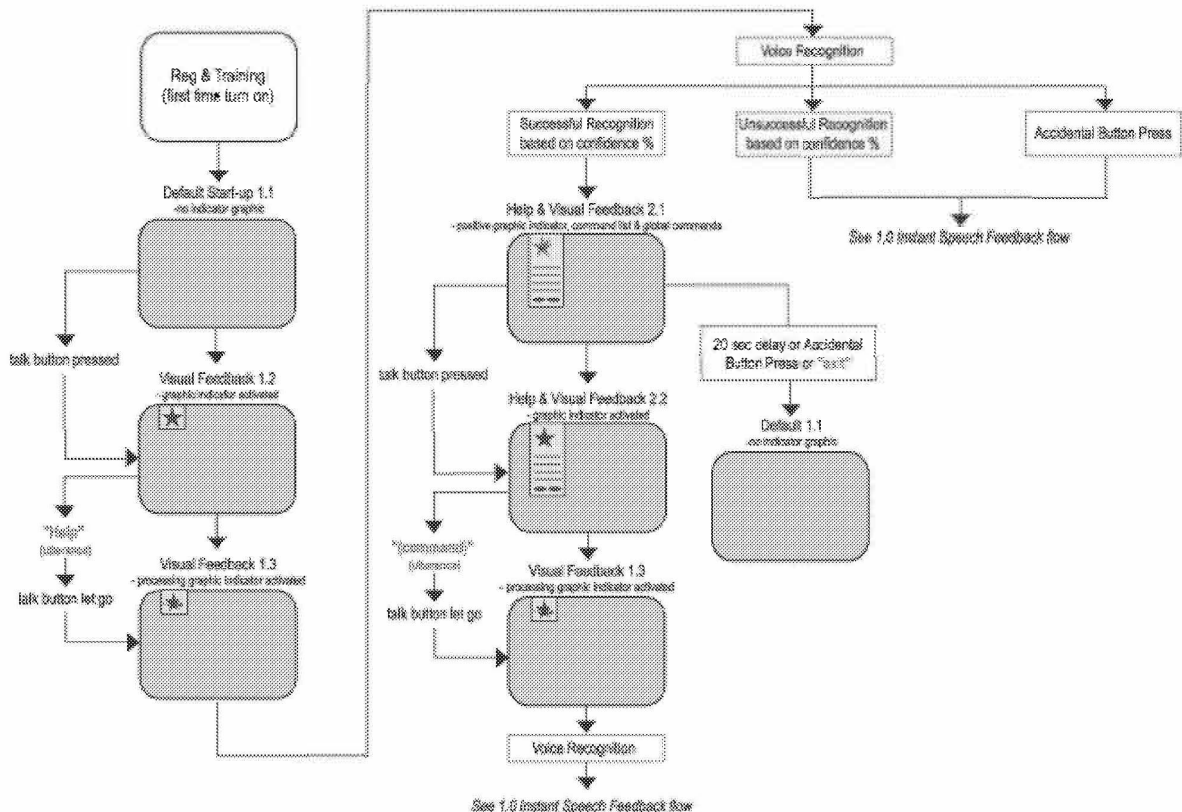 Reg & Training
(first time turn on)
Default Start-up 1.1
-no indicator graphic
talk button pressed
Visual Feedback 1.2
- graphic indicator activated
"Help"
(utterance)
talk button let go
Visual Feedback 1.3
- processing graphic indicator activated
Voice Recognition
Successful Recognition
based on confidence %
Unsuccessful Recognition
based on confidence %
Accidental Button Press
See 1.0 Instant Speech Feedback flow
Help & Visual Feedback 2.1
- positive graphic indicator, command list & global commands
talk button pressed
20 sec delay or Accidental
Button Press or "exit"
Default 1.1
-no indicator graphic
Help & Visual Feedback 2.2
- graphic indicator activated
"(command)"
(utterance)
talk button let go
Visual Feedback 1.3
- processing graphic indicator activated
Voice Recognition
See 1.0 Instant Speech Feedback flow